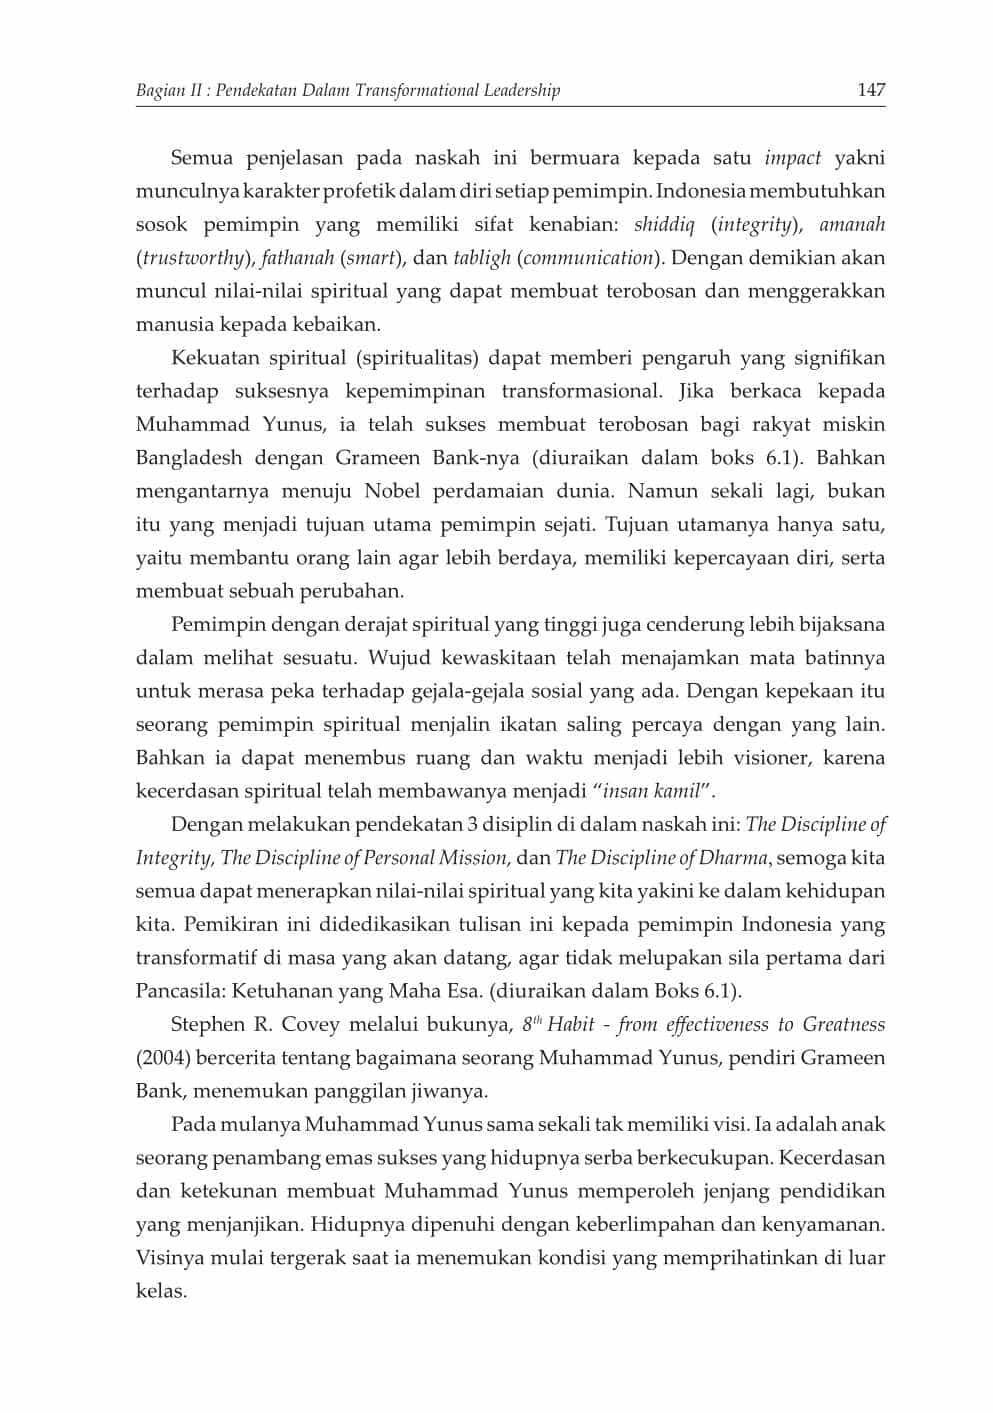 Bagian II : Pendekatan Dalam Transformational Leadership 147
Semua penjelasan pada naskah ini bermuara kepada satu impact yakni
munculnya karakter profetik dalam diri setiap pemimpin. Indonesia membutuhkan
sosok pemimpin yang memiliki sifat kenabian: shiddiq (integrity), amanah
(trustworthy), fathanah (smart), dan tabligh (communication). Dengan demikian akan
muncul nilai-nilai spiritual yang dapat membuat terobosan dan menggerakkan
manusia kepada kebaikan.
Kekuatan spiritual (spiritualitas) dapat memberi pengaruh yang signifikan
terhadap suksesnya kepemimpinan transformasional. Jika berkaca kepada
Muhammad Yunus, ia telah sukses membuat terobosan bagi rakyat miskin
Bangladesh dengan Grameen Bank-nya (diuraikan dalam boks 6.1). Bahkan
mengantarnya menuju Nobel perdamaian dunia. Namun sekali lagi, bukan
itu yang menjadi tujuan utama pemimpin sejati. Tujuan utamanya hanya satu,
yaitu membantu orang lain agar lebih berdaya, memiliki kepercayaan diri, serta
membuat sebuah perubahan.
Pemimpin dengan derajat spiritual yang tinggi juga cenderung lebih bijaksana
dalam melihat sesuatu. Wujud kewaskitaan telah menajamkan mata batinnya
untuk merasa peka terhadap gejala-gejala sosial yang ada. Dengan kepekaan itu
seorang pemimpin spiritual menjalin ikatan saling percaya dengan yang lain.
Bahkan ia dapat menembus ruang dan waktu menjadi lebih visioner, karena
kecerdasan spiritual telah membawanya menjadi “insan kamil”.
Dengan melakukan pendekatan 3 disiplin di dalam naskah ini: The Discipline of
Integrity, The Discipline of Personal Mission, dan The Discipline of Dharma, semoga kita
semua dapat menerapkan nilai-nilai spiritual yang kita yakini ke dalam kehidupan
kita. Pemikiran ini didedikasikan tulisan ini kepada pemimpin Indonesia yang
transformatif di masa yang akan datang, agar tidak melupakan sila pertama dari
Pancasila: Ketuhanan yang Maha Esa. (diuraikan dalam Boks 6.1).
Stephen R. Covey melalui bukunya, 8th Habit - from effectiveness to Greatness
(2004) bercerita tentang bagaimana seorang Muhammad Yunus, pendiri Grameen
Bank, menemukan panggilan jiwanya.
Pada mulanya Muhammad Yunus sama sekali tak memiliki visi. Ia adalah anak
seorang penambang emas sukses yang hidupnya serba berkecukupan. Kecerdasan
dan ketekunan membuat Muhammad Yunus memperoleh jenjang pendidikan
yang menjanjikan. Hidupnya dipenuhi dengan keberlimpahan dan kenyamanan.
Visinya mulai tergerak saat ia menemukan kondisi yang memprihatinkan di luar
kelas.